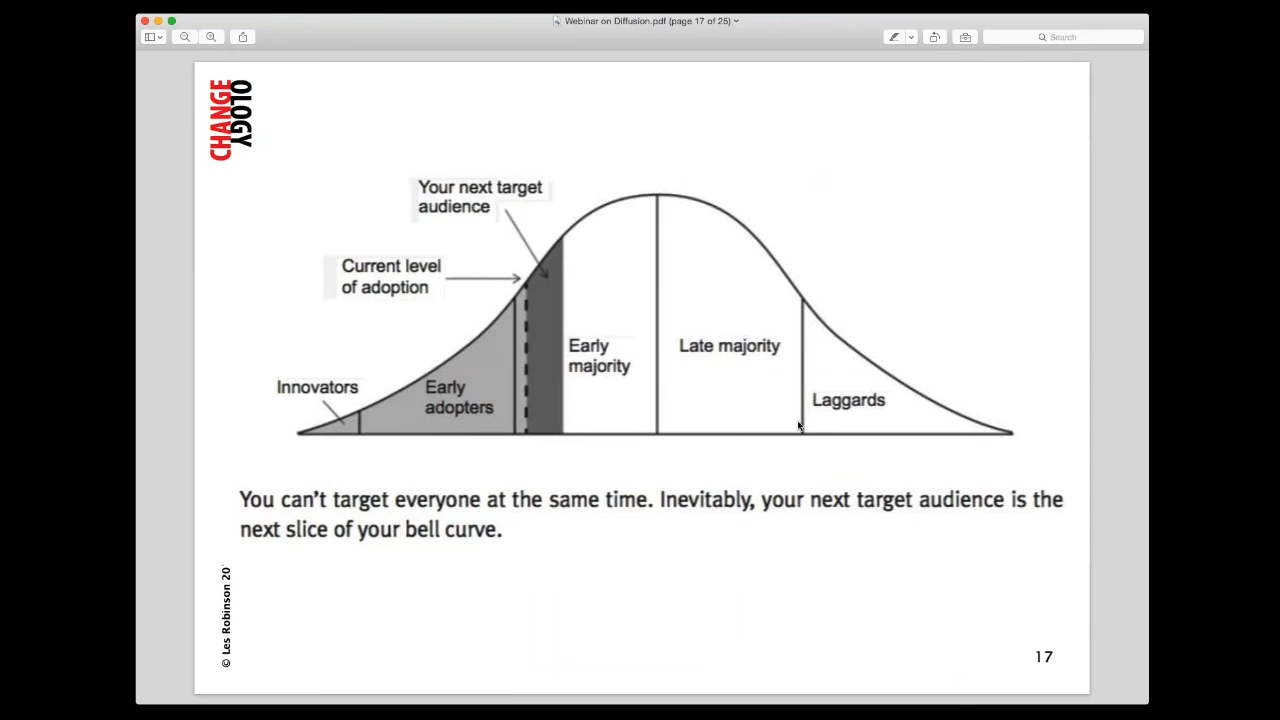 Webinar on Diffusion.pdf (page 17 of 25)
Search
CHANGE
OLOGY
Your next target
audience
Current level
of adoption
Innovators
Early
adopters
Early
majority
Late majority
Laggards
You can't target everyone at the same time. Inevitably, your next target audience is the
next slice of your bell curve.
© Les Robinson 20
17